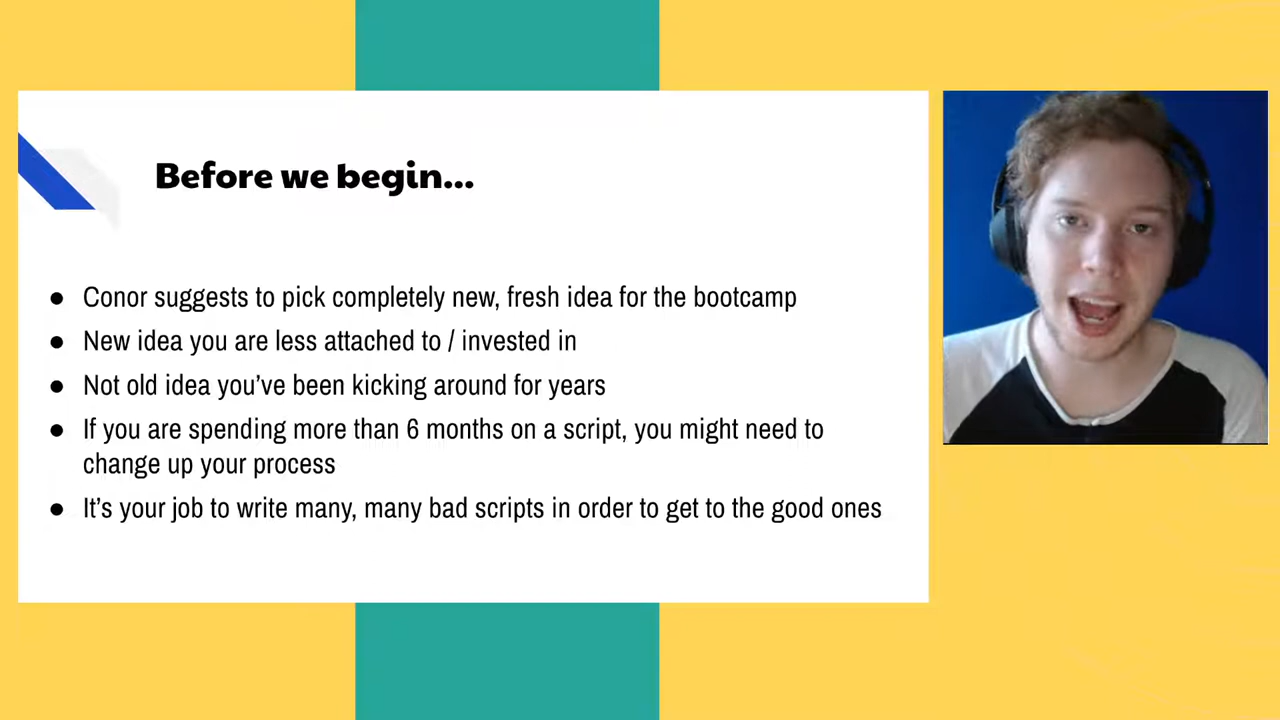 Before we begin...
● Conor suggests to pick completely new, fresh idea for the bootcamp
● New idea you are less attached to / invested in
● Not old idea you’ve been kicking around for years
● If you are spending more than 6 months on a script, you might need to
change up your process
● It’s your job to write many, many bad scripts in order to get to the good ones